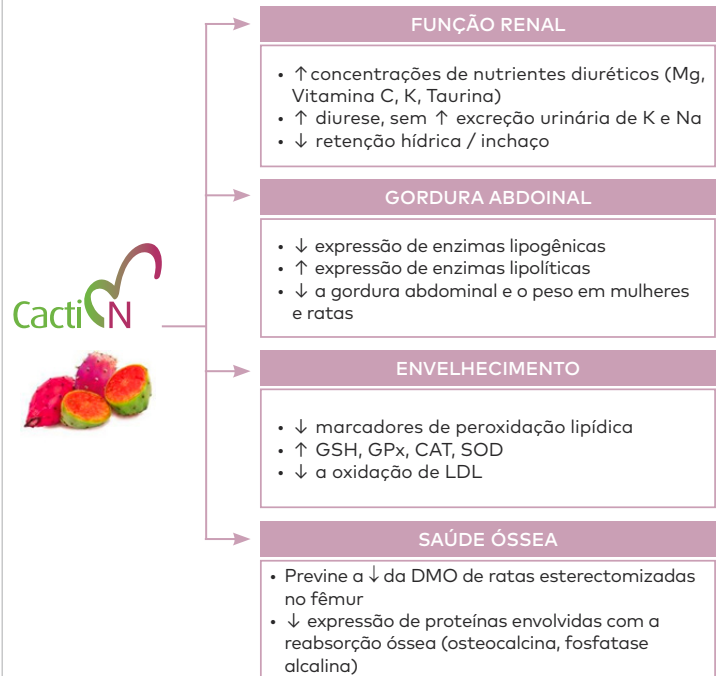 FUNÇÃO RENAL
• ↑ concentrações de nutrientes diuréticos (Mg,
Vitamina C, K, Taurina)
• ↑ diurese, sem ↑ excreção urinária de K e Na
• ↓ retenção hídrica / inchaço
GORDURA ABDOINAL
• ↓ expressão de enzimas lipogênicas
• ↑ expressão de enzimas lipolíticas
• ↓ a gordura abdominal e o peso em mulheres
e ratas
CactiN
ENVELHECIMENTO
• ↓ marcadores de peroxidação lipídica
• ↑ GSH, GPx, CAT, SOD
• ↓ a oxidação de LDL
SAÚDE ÓSSEA
• Previne a ↓ da DMO de ratas esterectomizadas
no fêmur
• ↓ expressão de proteínas envolvidas com a
reabsorção óssea (osteocalcina, fosfatase
alcalina)